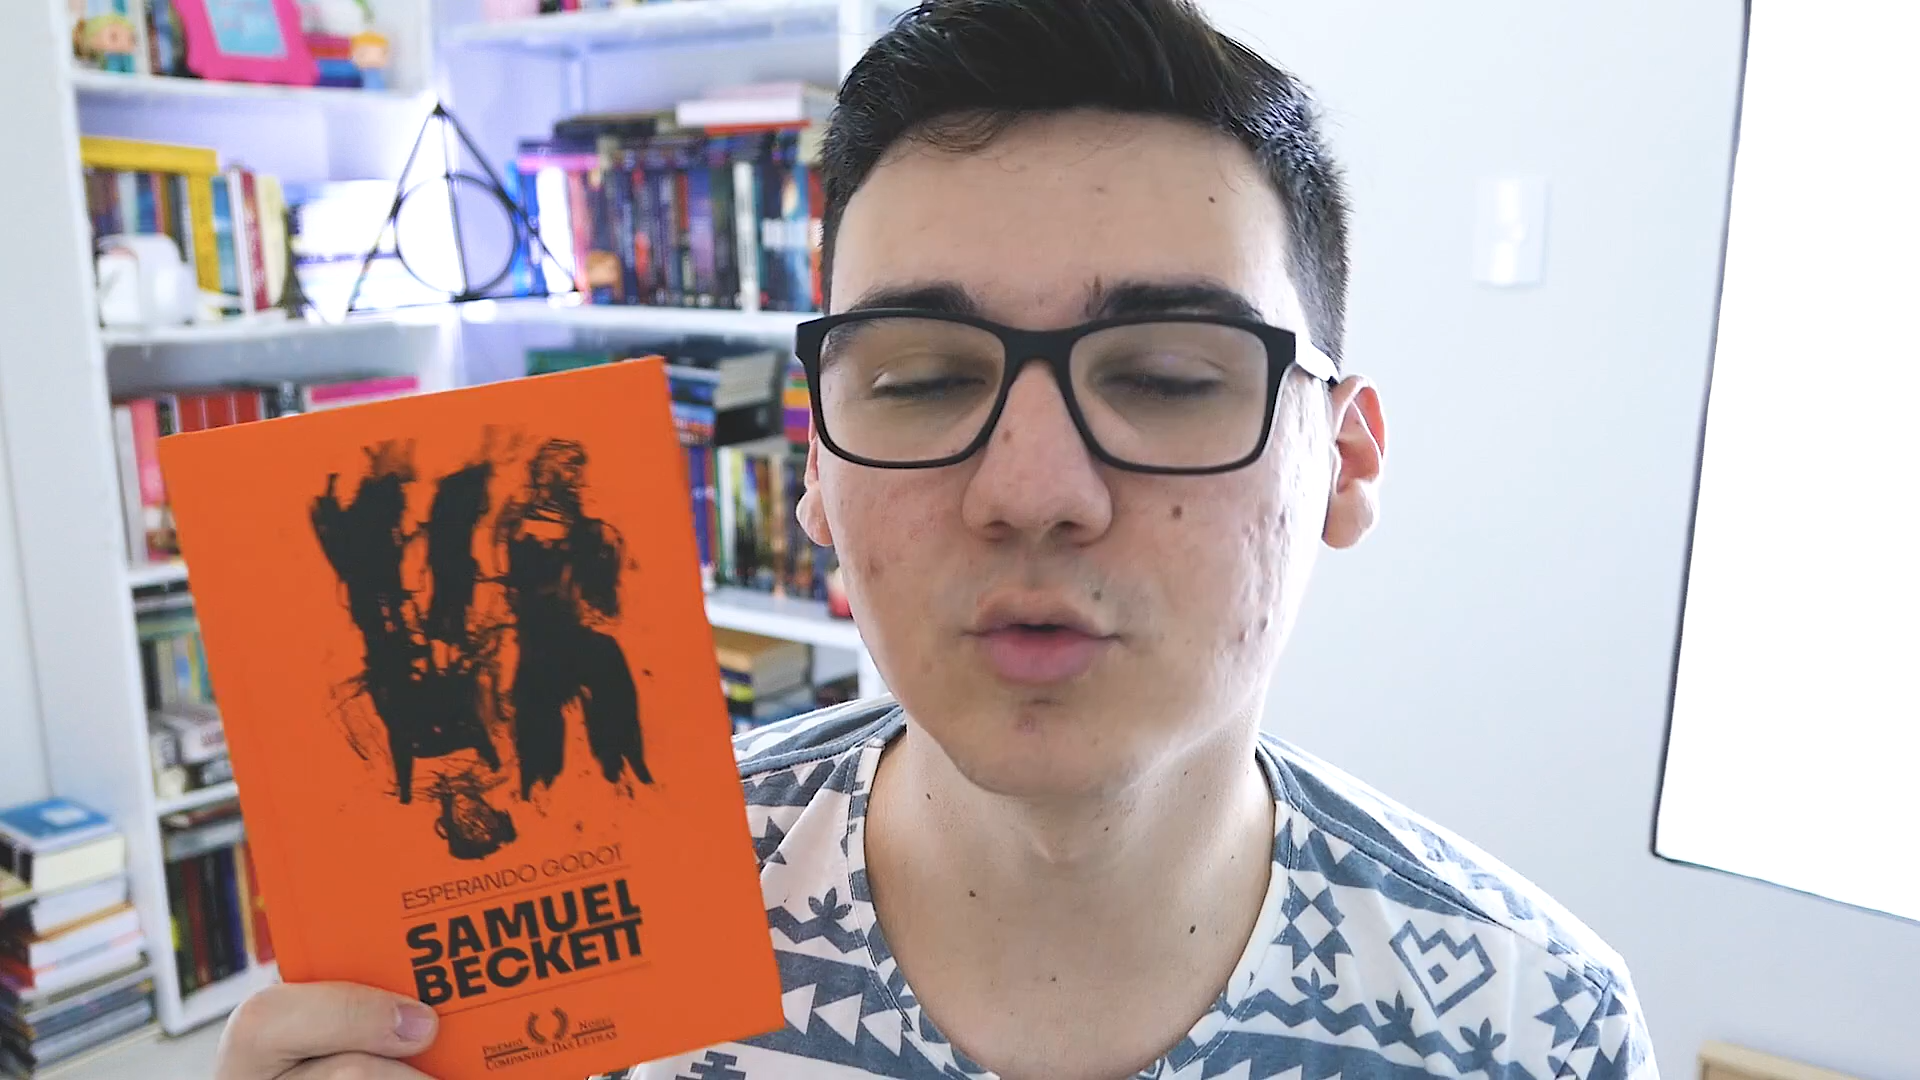 ESPERANDO GODOT
SAMUEL
BECKETT
PRÊMIO NOBEL
COMPANHIA DAS LETRAS